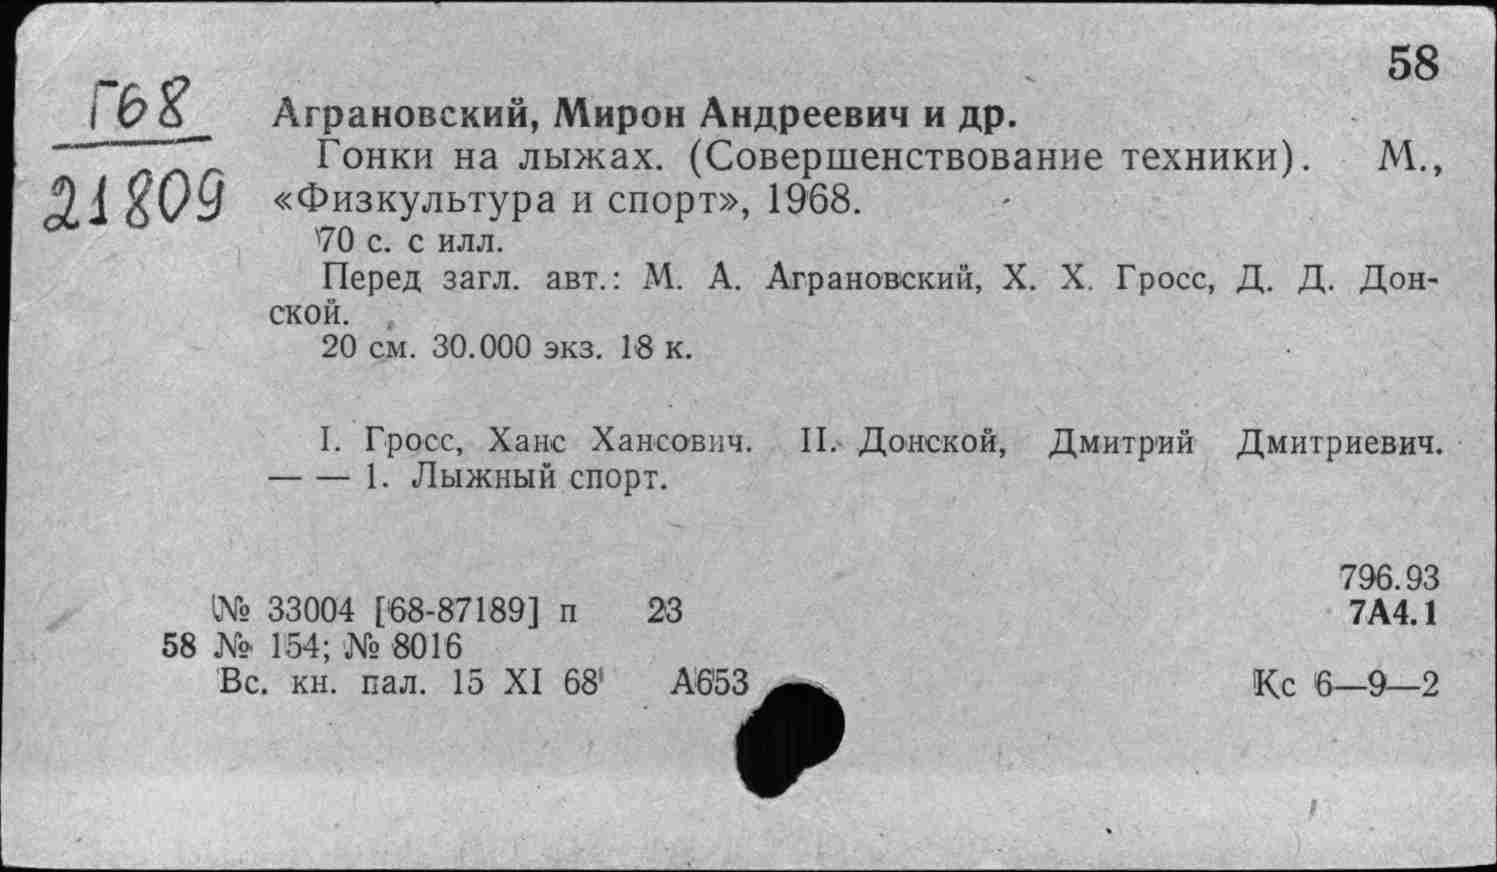 58
Г68
21809
Аграновский, Мирон Андреевич и др.
Гонки на лыжах. (Совершенствование техники). М.,
«Физкультура и спорт», 1968.
70 с. с илл.
Перед загл. авт.: М. А. Аграновский, Х. Х. Гросс, Д. Д. Дон-
ской.
20 см. 30.000 экз. 18 к.
I. Гросс, Ханс Хансович. II. Донской, Дмитрий Дмитриевич.
— — 1. Лыжный спорт.
796.93
№ 33004 [68-87189] п 23 7А4.1
58 № 154; № 8016
Вс. кн. пал. 15 XI 68 А653 Кс 6—9—2